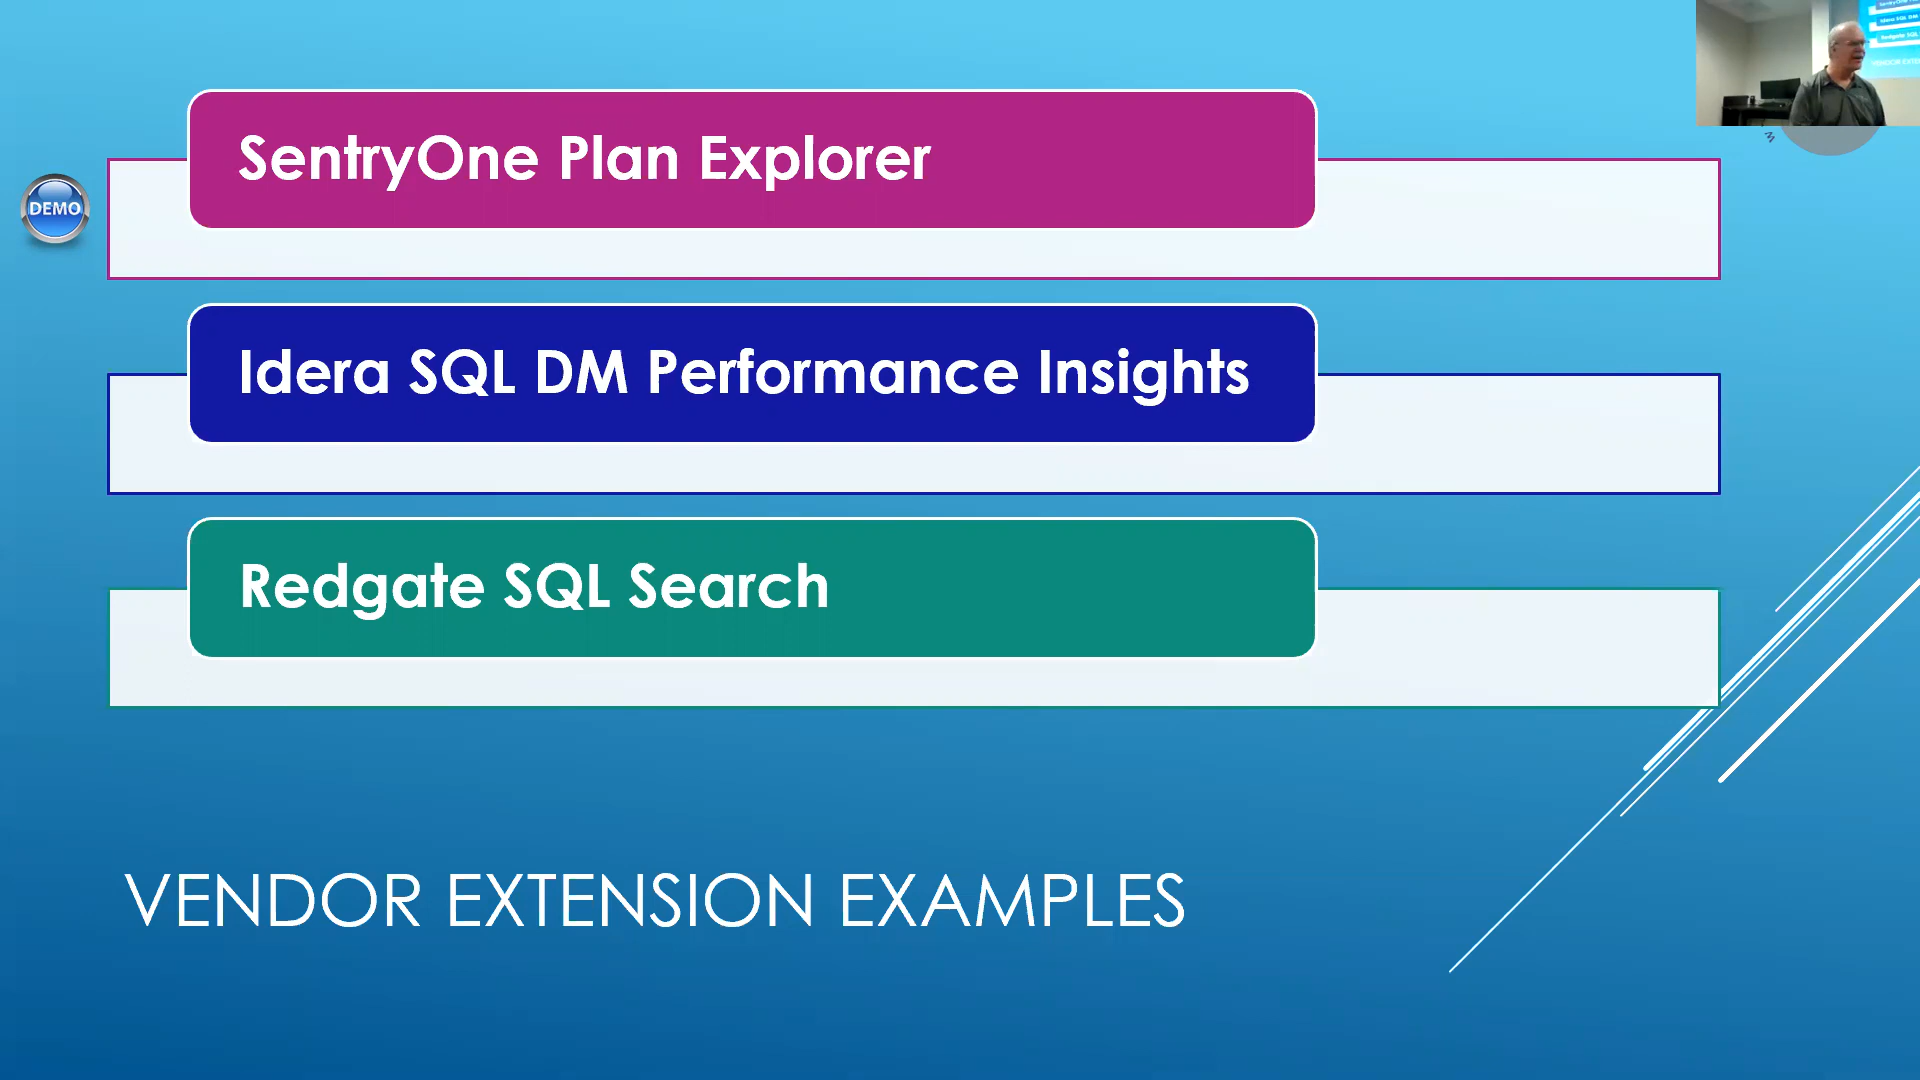 SentryOne Plan Explorer
DEMO
Idera SQL DM Performance Insights
Redgate SQL Search
VENDOR EXTENSION EXAMPLES